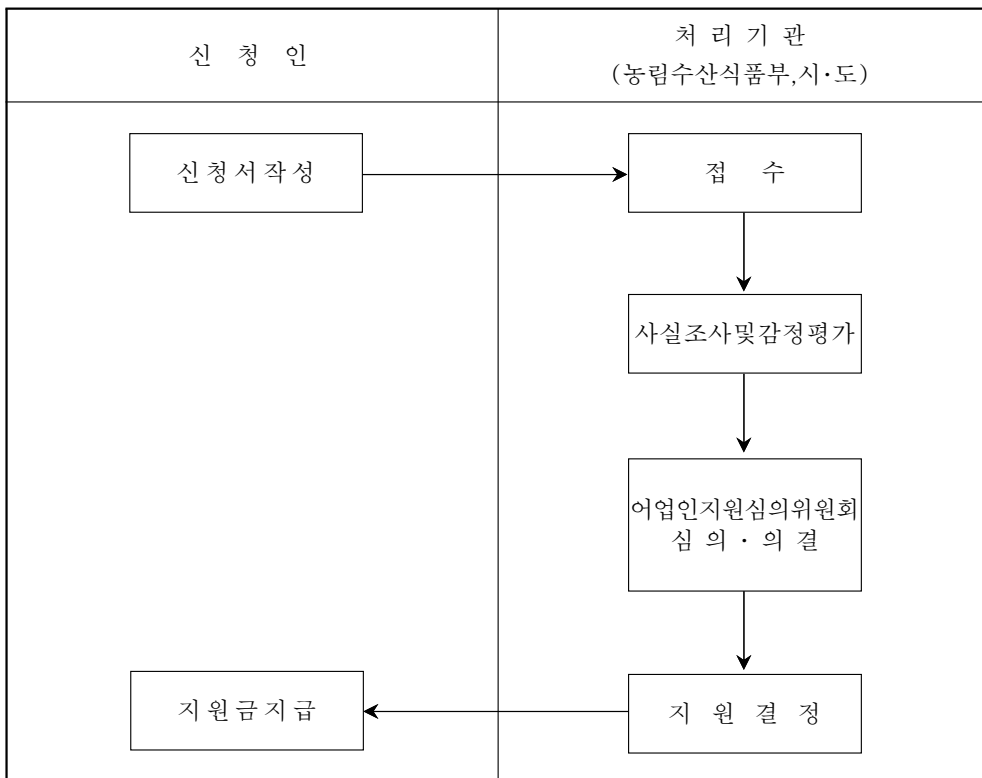 신 청 인
처 리 기 관
(농림수산식품부,시·도)
신청서작성
접 수
사실조사및감정평가
어업인지원심의위원회
심 의 · 의 결
지원금지급
지 원 결 정